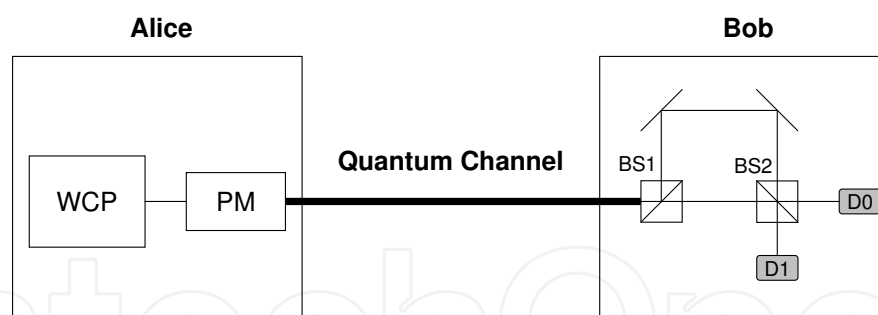 Alice
Bob
Quantum Channel
WCP
PM
BS1
BS2
D0
D1